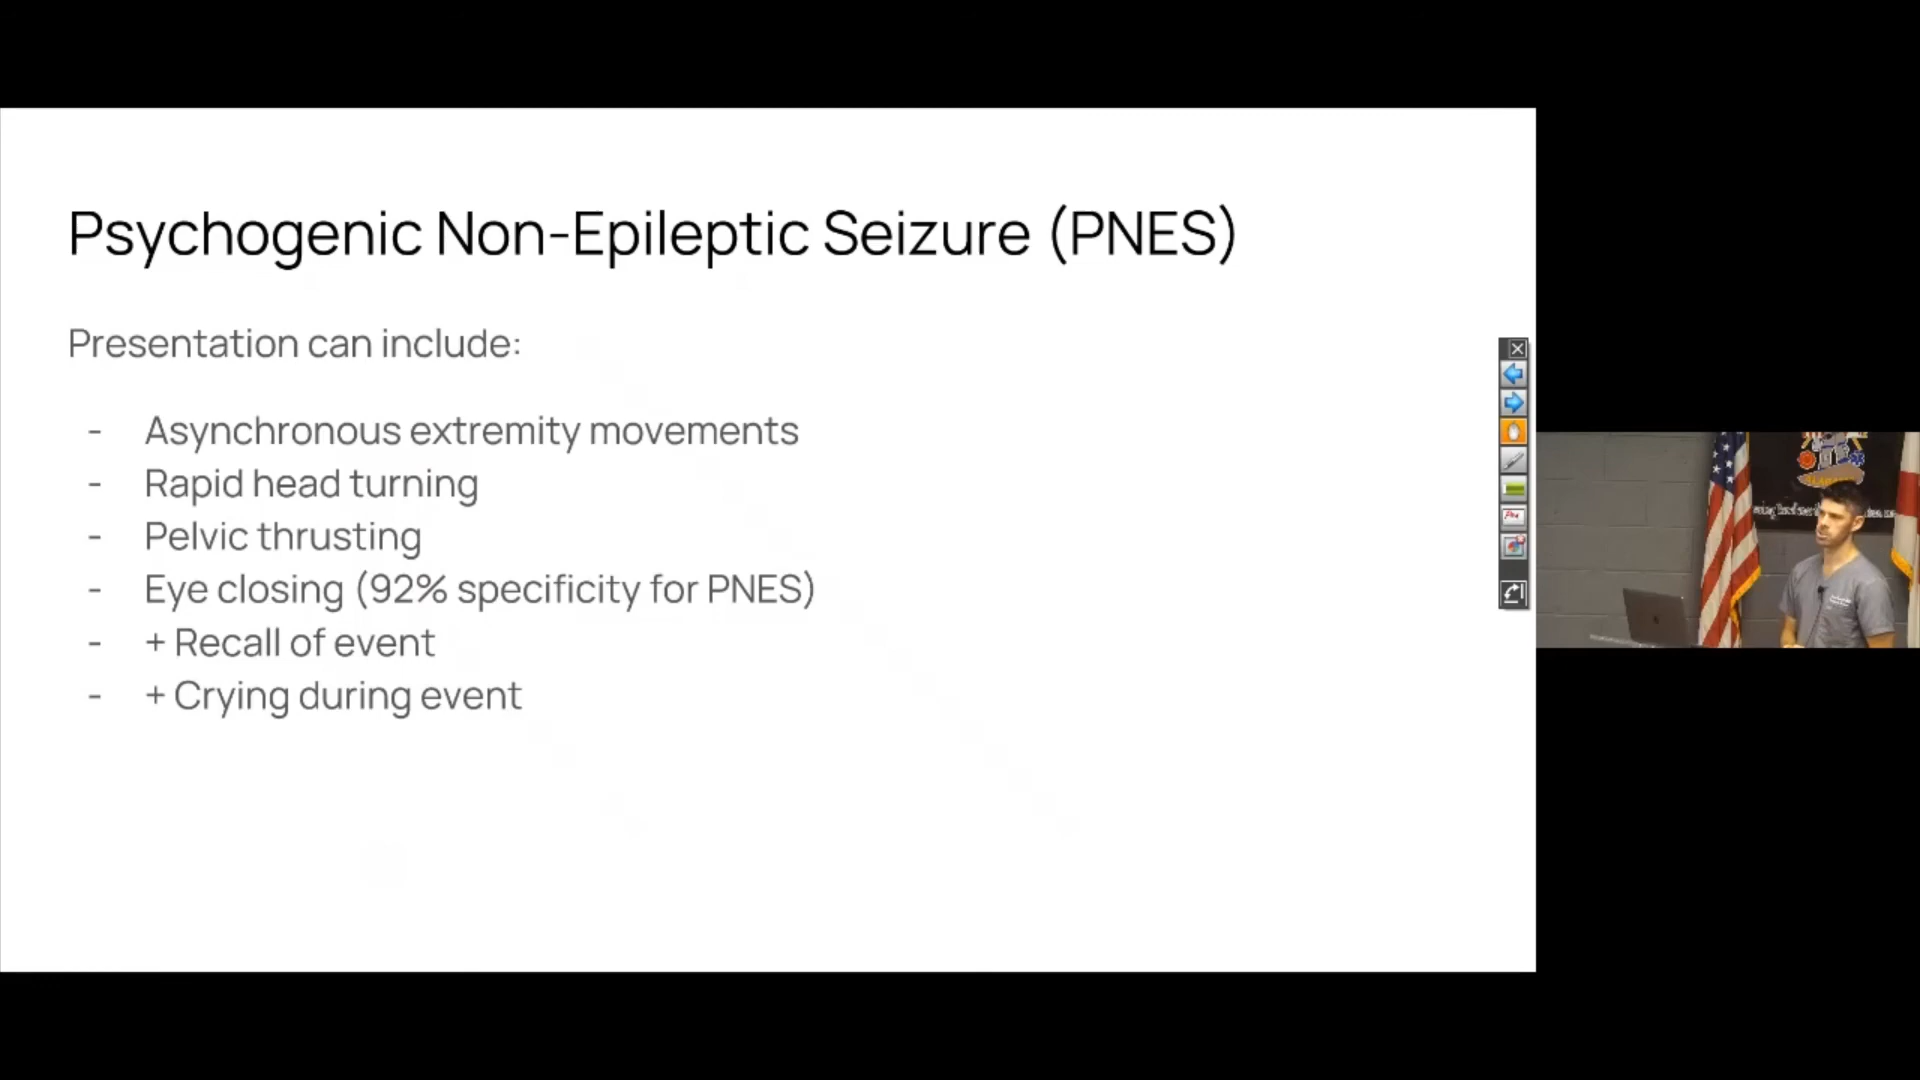 Psychogenic Non-Epileptic Seizure (PNES)
Presentation can include:
- Asynchronous extremity movements
- Rapid head turning
- Pelvic thrusting
- Eye closing (92% specificity for PNES)
- + Recall of event
- + Crying during event